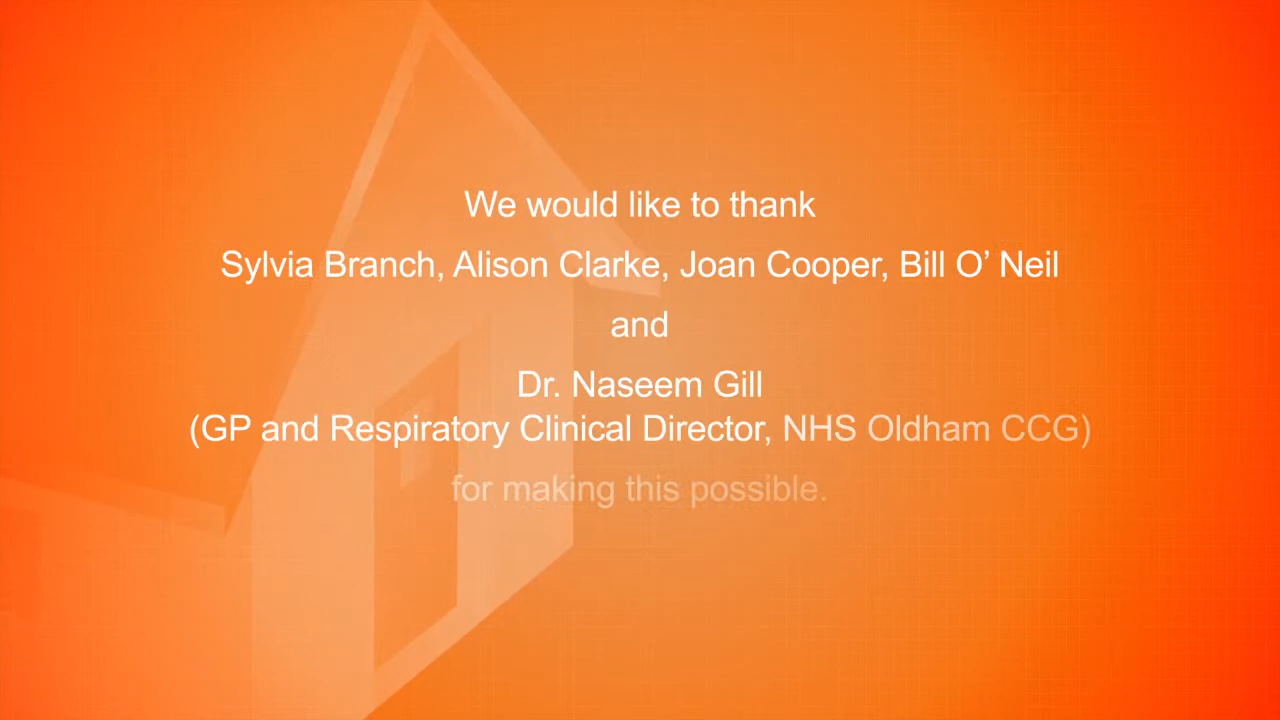 We would like to thank
Sylvia Branch, Alison Clarke, Joan Cooper, Bill O’ Neil
and
Dr. Naseem Gill
(GP and Respiratory Clinical Director, NHS Oldham CCG)
for making this possible.